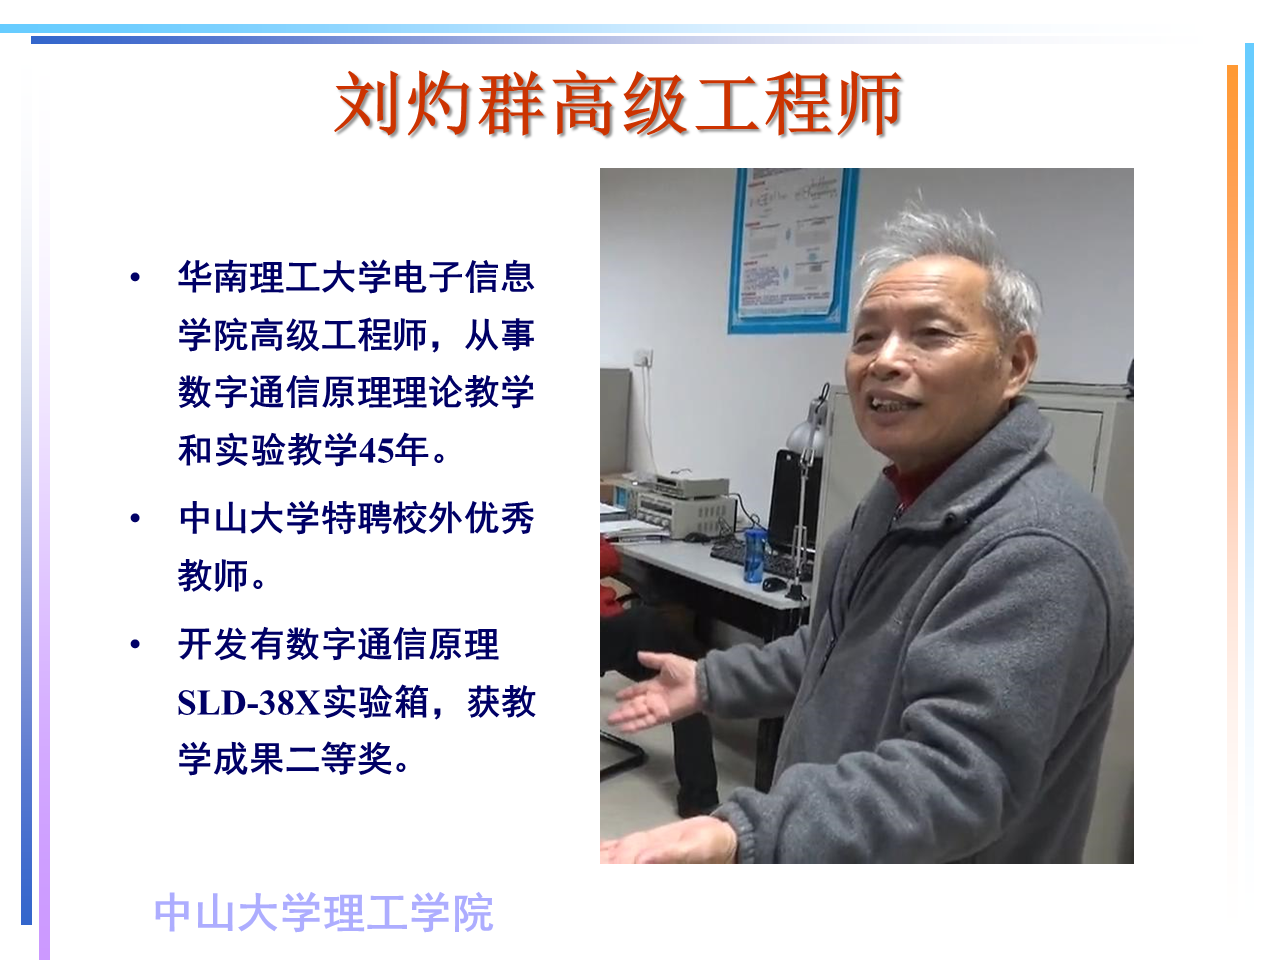 刘灼群高级工程师
• 华南理工大学电子信息
学院高级工程师，从事
数字通信原理理论教学
和实验教学45年。
• 中山大学特聘校外优秀
教师。
• 开发有数字通信原理
SLD-38X实验箱，获教
学成果二等奖。
中山大学理工学院